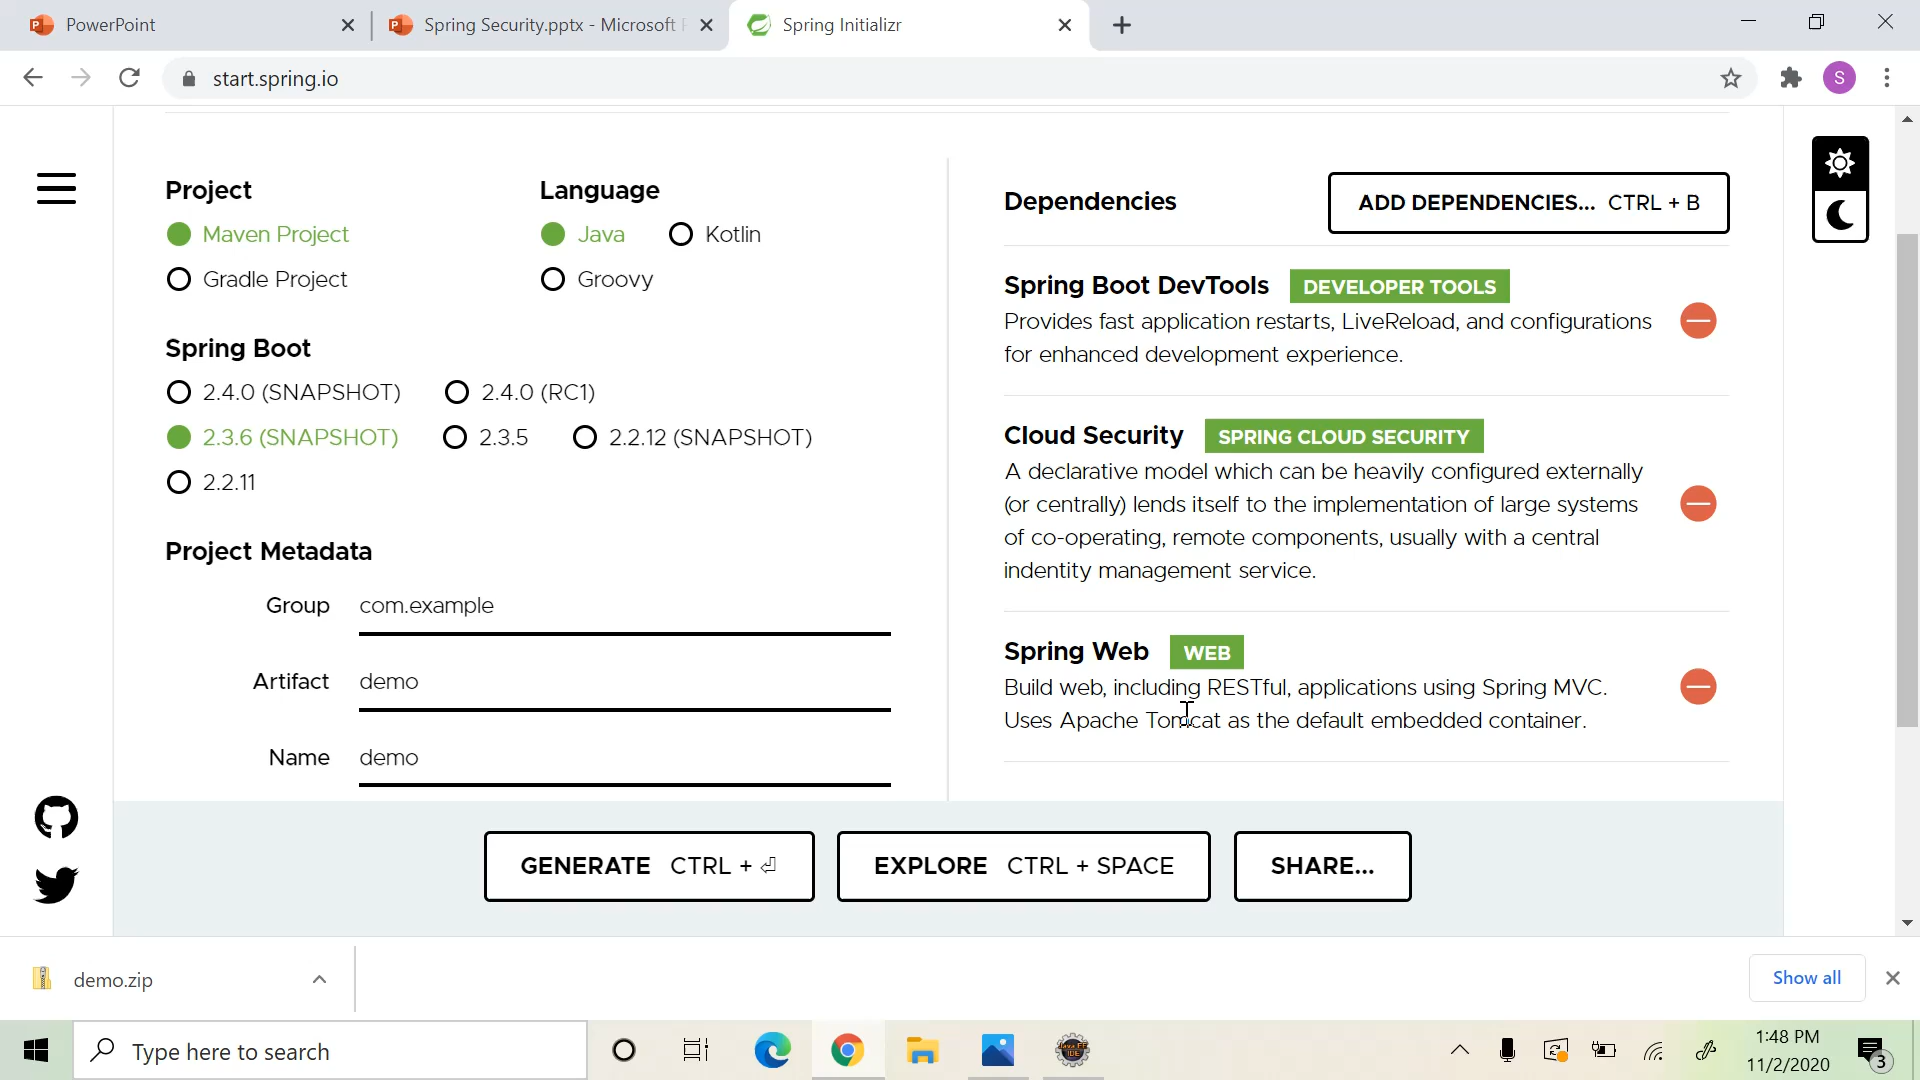 PowerPoint
Spring Security.pptx - Microsoft
Spring Initializr
start.spring.io
S
Project
Maven Project
Gradle Project
Language
Java
Kotlin
Groovy
Spring Boot
2.4.0 (SNAPSHOT)
2.4.0 (RC1)
2.3.6 (SNAPSHOT)
2.3.5
2.2.12 (SNAPSHOT)
2.2.11
Project Metadata
Group com.example
Artifact demo
Name demo
Dependencies
ADD DEPENDENCIES... CTRL + B
Spring Boot DevTools DEVELOPER TOOLS
Provides fast application restarts, LiveReload, and configurations
for enhanced development experience.
Cloud Security SPRING CLOUD SECURITY
A declarative model which can be heavily configured externally
(or centrally) lends itself to the implementation of large systems
of co-operating, remote components, usually with a central
indentity management service.
Spring Web WEB
Build web, including RESTful, applications using Spring MVC.
Uses Apache Tomcat as the default embedded container.
GENERATE CTRL + ⏎
EXPLORE CTRL + SPACE
SHARE...
demo.zip
Show all
Type here to search
Java EE
IDE
1:48 PM
11/2/2020
3